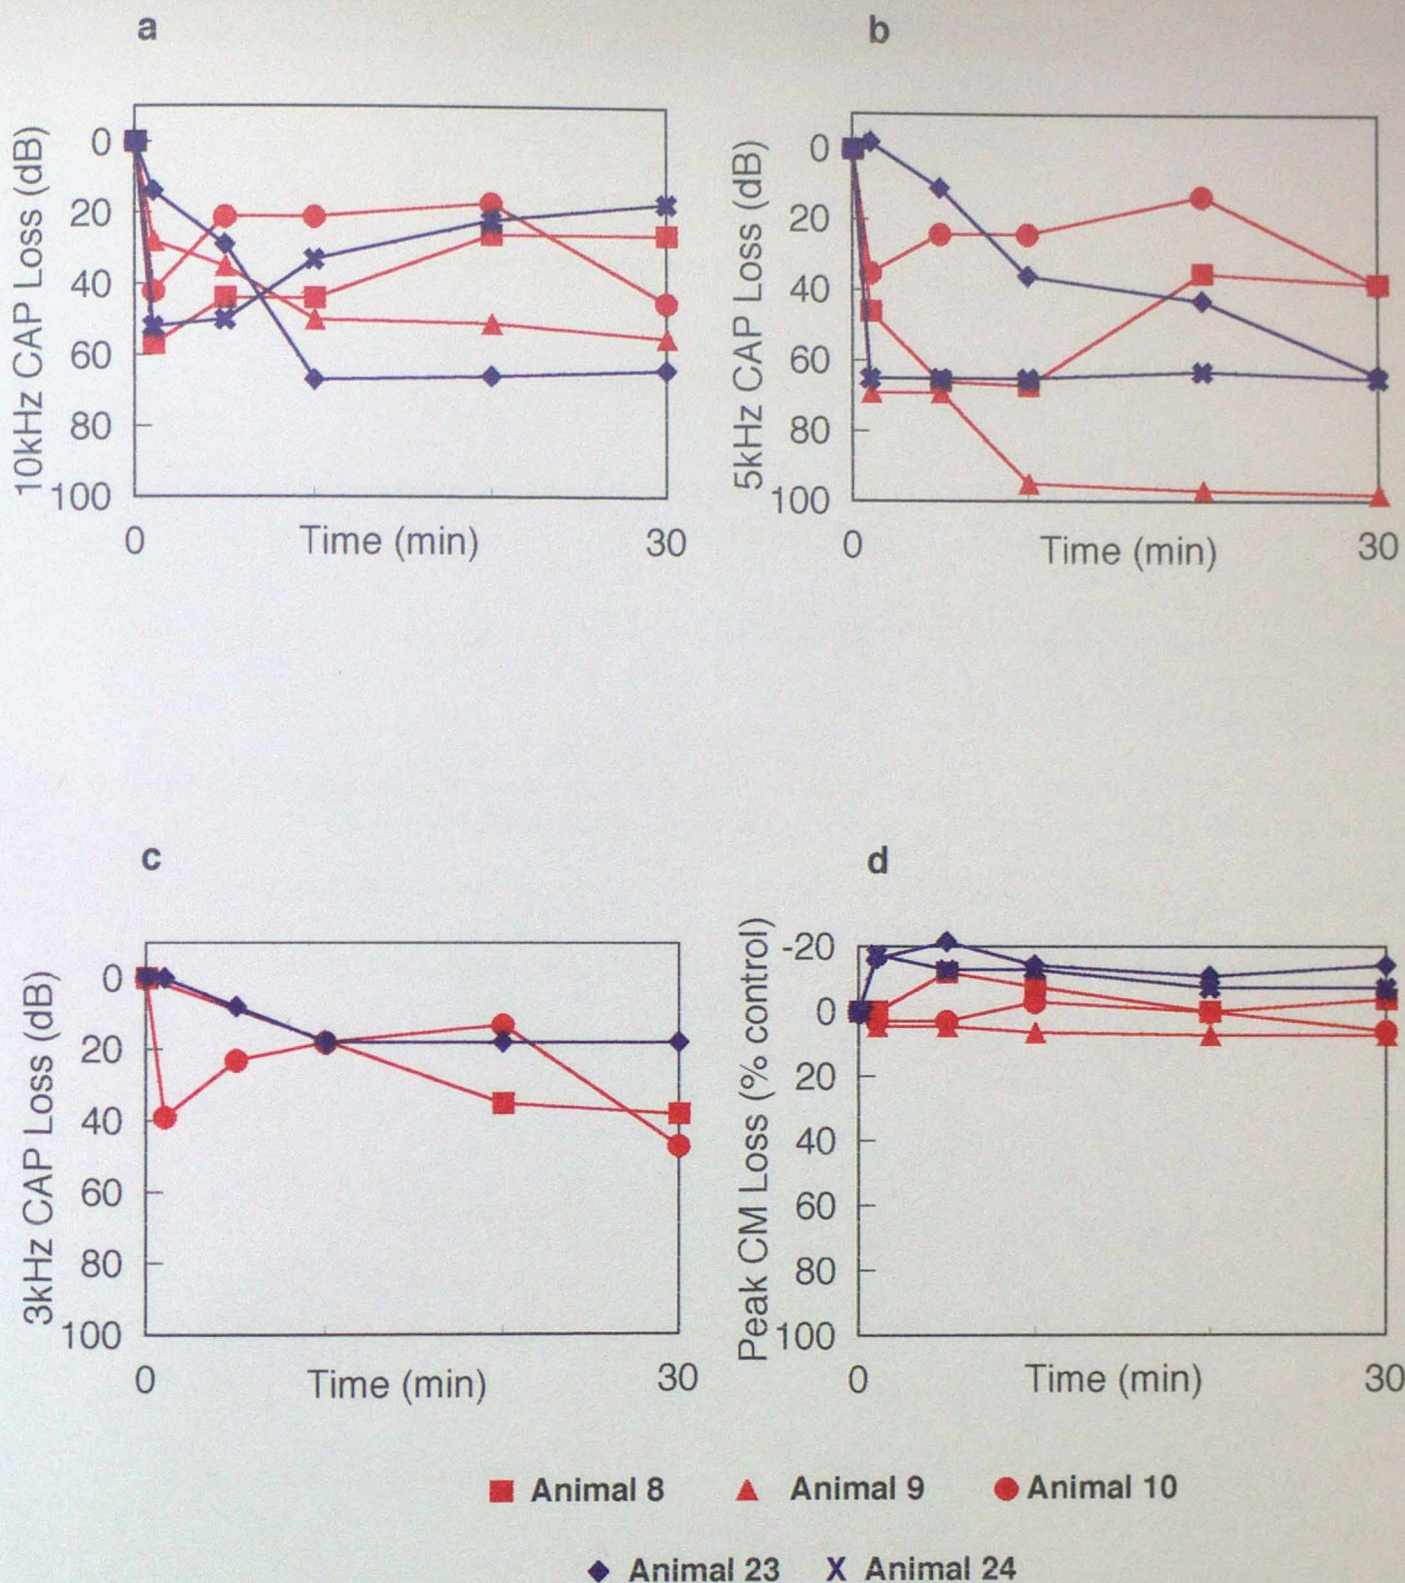 a
10kHz CAP Loss (dB)
0
20
40
60
80
100
0
Time (min)
30
b
5kHz CAP Loss (dB)
0
20
40
60
80
100
0
Time (min)
30
c
3kHz CAP Loss (dB)
0
20
40
60
80
100
0
Time (min)
30
d
Peak CM Loss (% control)
-20
0
20
40
60
80
100
0
Time (min)
30
Animal 8
Animal 9
Animal 10
Animal 23
Animal 24